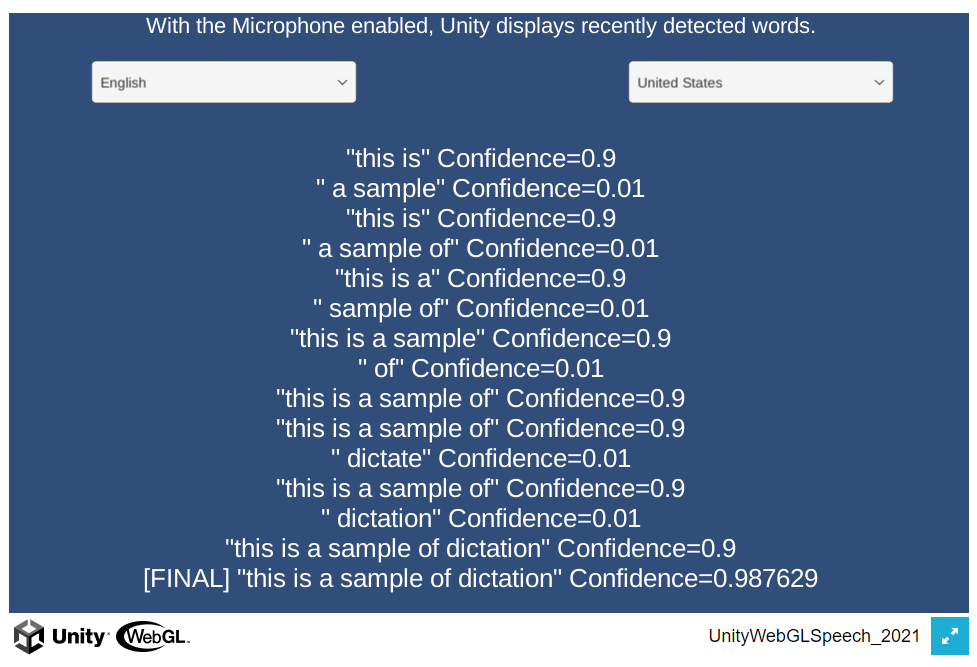 With the Microphone enabled, Unity displays recently detected words.
English
United States
"this is" Confidence=0.9
" a sample" Confidence=0.01
"this is" Confidence=0.9
" a sample of" Confidence=0.01
"this is a" Confidence=0.9
" sample of" Confidence=0.01
"this is a sample" Confidence=0.9
" of" Confidence=0.01
"this is a sample of" Confidence=0.9
"this is a sample of" Confidence=0.9
" dictate" Confidence=0.01
"this is a sample of" Confidence=0.9
" dictation" Confidence=0.01
"this is a sample of dictation" Confidence=0.9
[FINAL] "this is a sample of dictation" Confidence=0.987629
Unity WebGL
UnityWebGLSpeech_2021